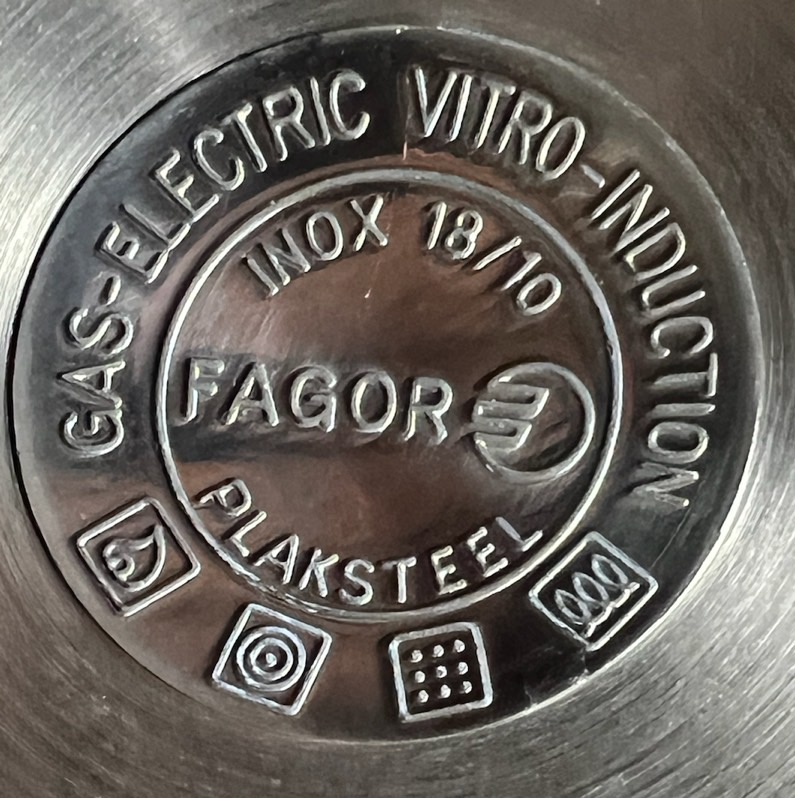 GAS-ELECTRIC VITRO-INDUCTION
INOX 18/10
FAGOR
PLAKSTEEL